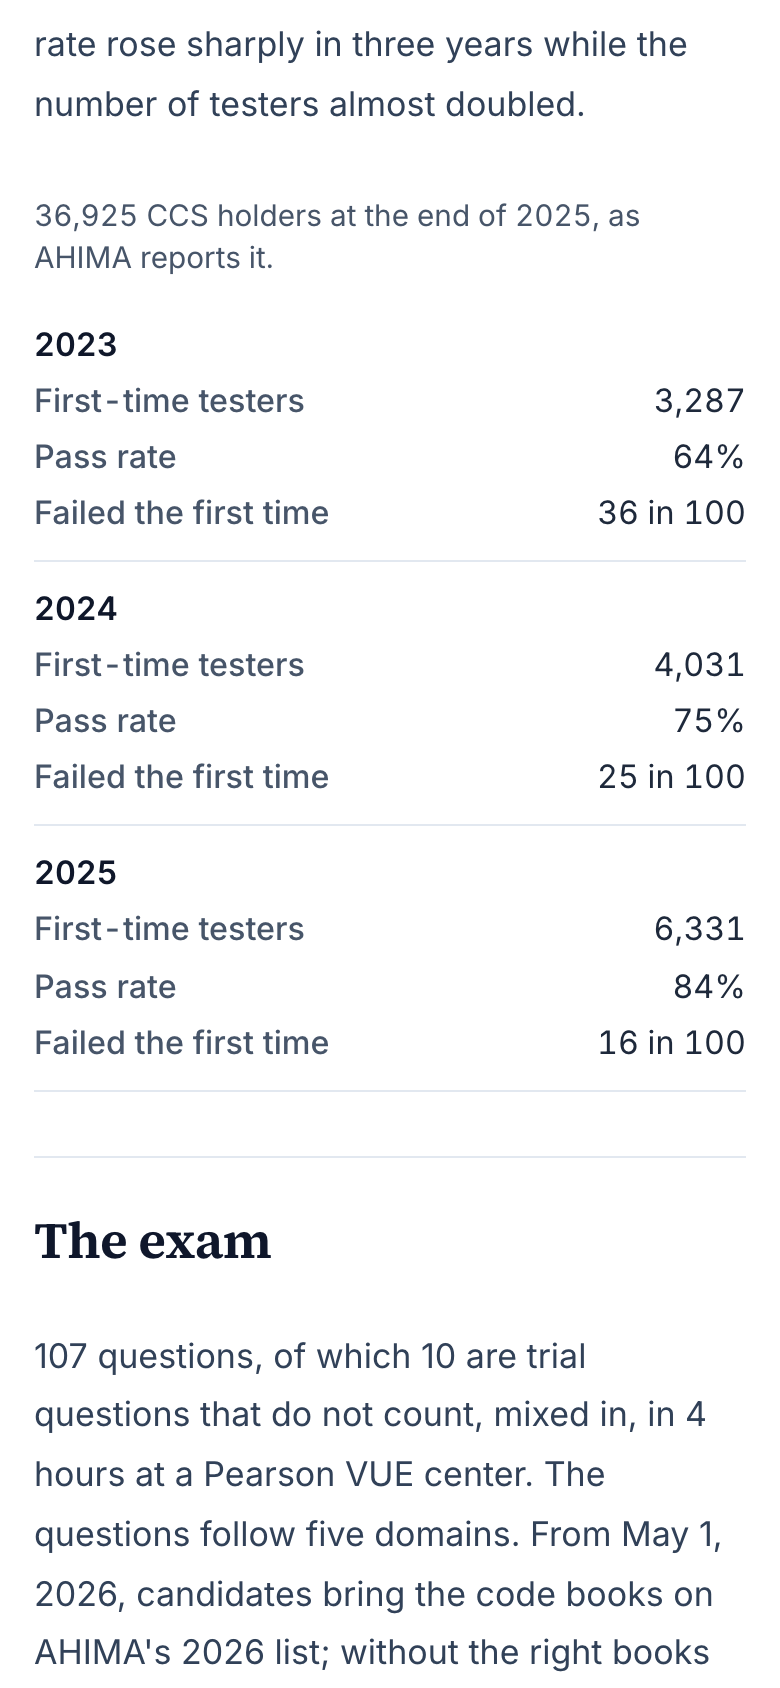 rate rose sharply in three years while the
number of testers almost doubled.
36,925 CCS holders at the end of 2025, as
AHIMA reports it.
2023
First-time testers 3,287
Pass rate 64%
Failed the first time 36 in 100
2024
First-time testers 4,031
Pass rate 75%
Failed the first time 25 in 100
2025
First-time testers 6,331
Pass rate 84%
Failed the first time 16 in 100
The exam
107 questions, of which 10 are trial
questions that do not count, mixed in, in 4
hours at a Pearson VUE center. The
questions follow five domains. From May 1,
2026, candidates bring the code books on
AHIMA's 2026 list; without the right books